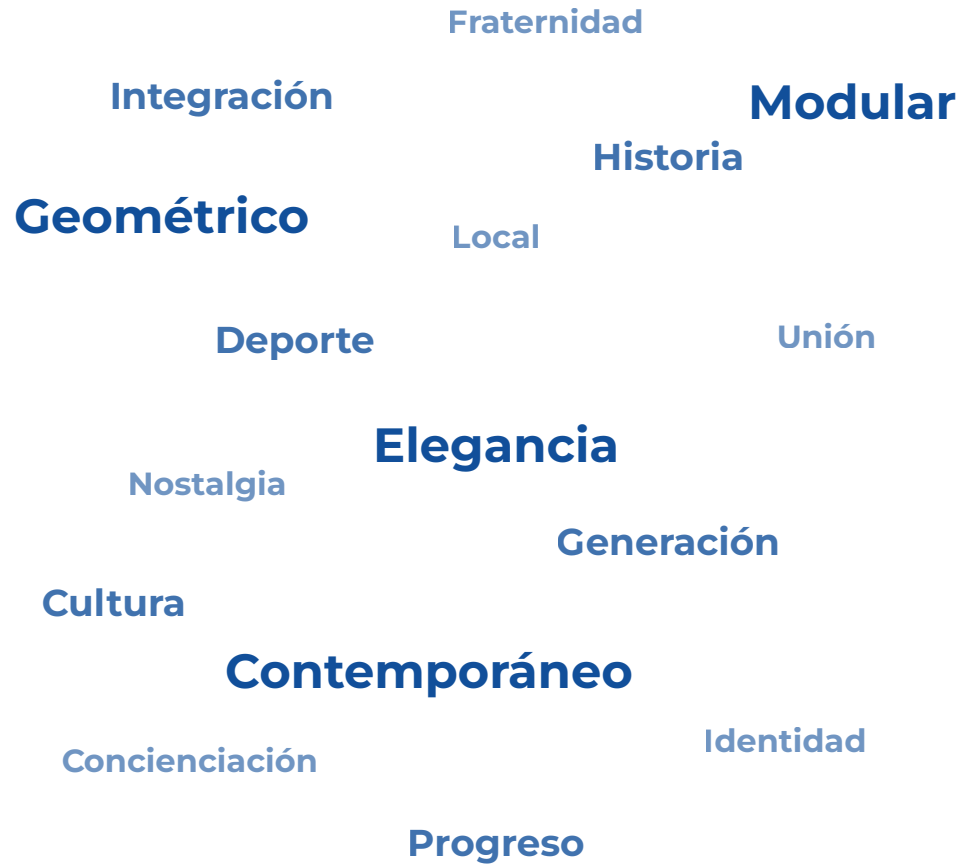 Fraternidad
Integración
Modular
Historia
Geométrico
Local
Deporte
Unión
Elegancia
Nostalgia
Generación
Cultura
Contemporáneo
Identidad
Concienciación
Progreso